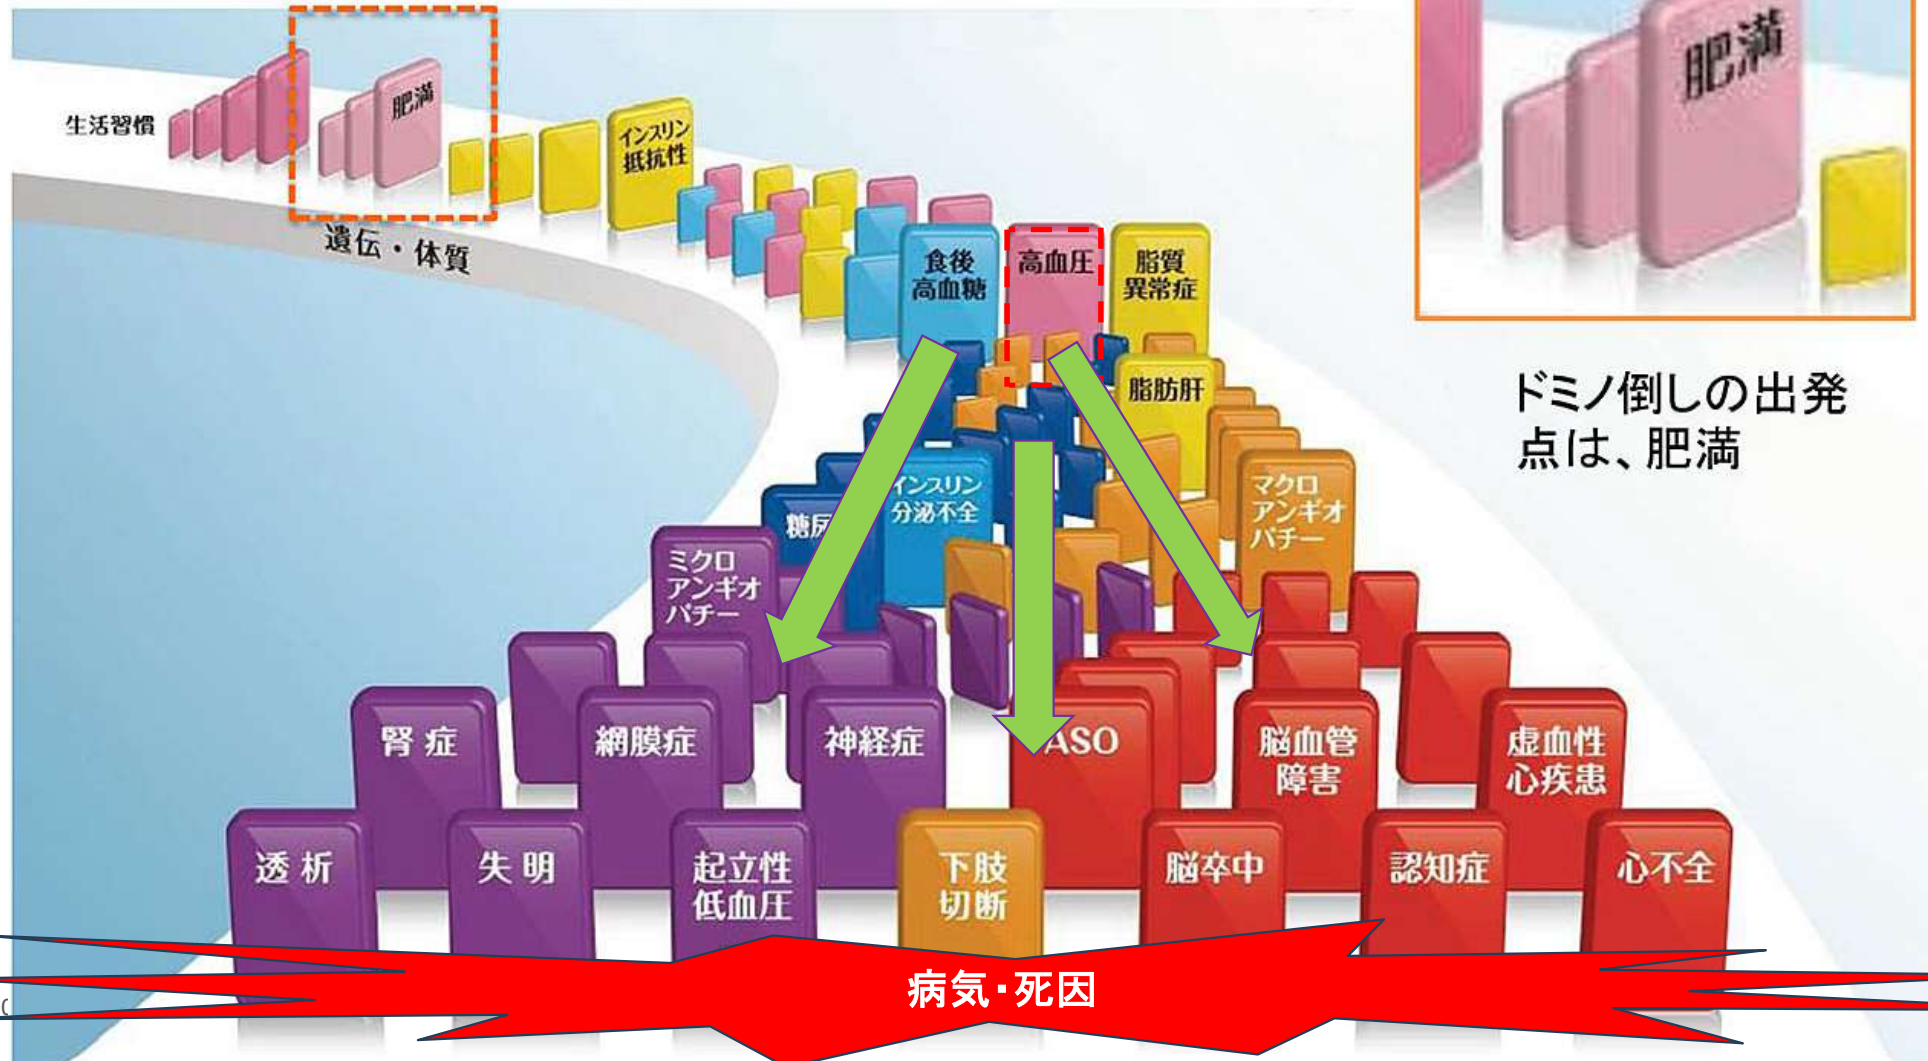 生活習慣
肥満
遺伝・体質
インスリン
抵抗性
食後
高血糖
高血圧
脂質
異常症
脂肪肝
インスリン
分泌不全
糖尿
マクロ
アンギオ
パチー
ミクロ
アンギオ
パチー
腎症
網膜症
神経症
ASO
脳血管
障害
虚血性
心疾患
透析
失明
起立性
低血圧
下肢
切断
脳卒中
認知症
心不全
病気・死因
肥満
ドミノ倒しの出発
点は、肥満